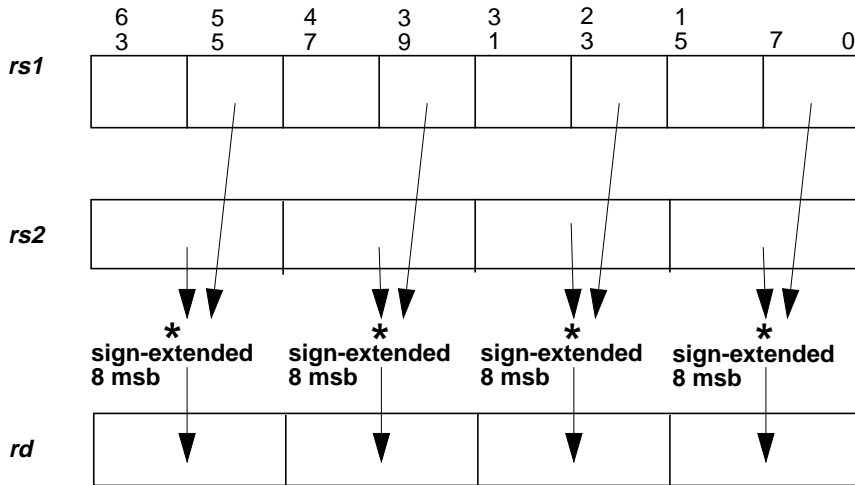 6 5 4 3 3 2 1
3 5 7 9 1 3 5 7 0
rs1
rs2
* * * *
sign-extended sign-extended sign-extended sign-extended
8 msb 8 msb 8 msb 8 msb
rd